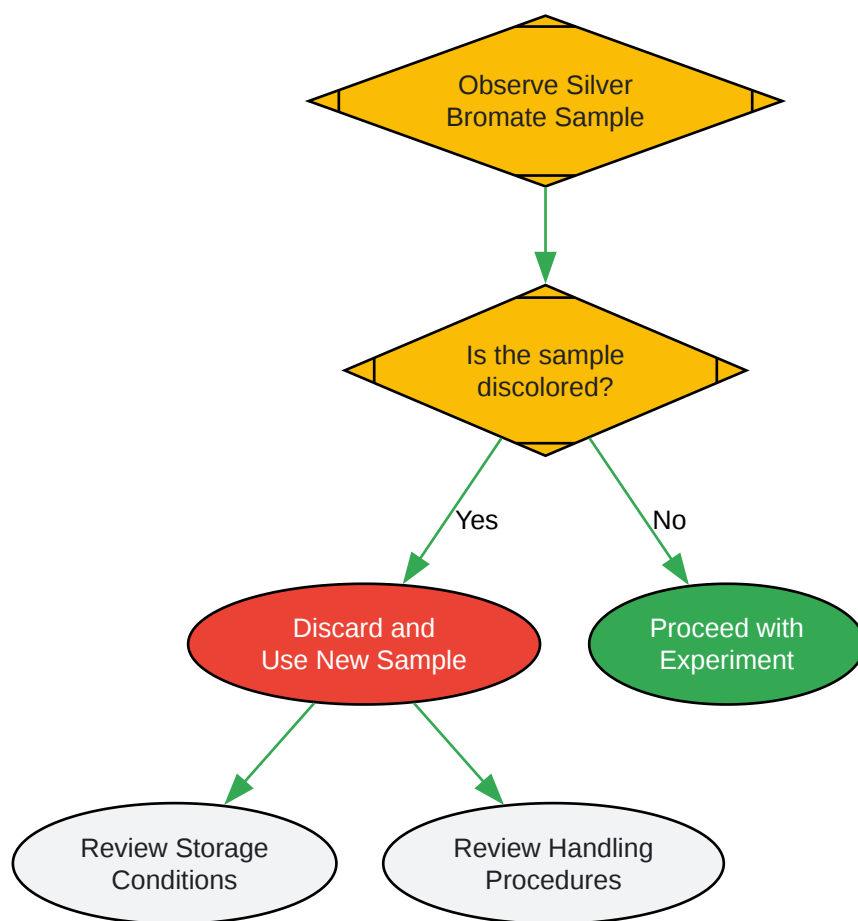 Observe Silver
Bromate Sample
Is the sample
discolored?
Yes
No
Discard and
Use New Sample
Proceed with
Experiment
Review Storage
Conditions
Review Handling
Procedures